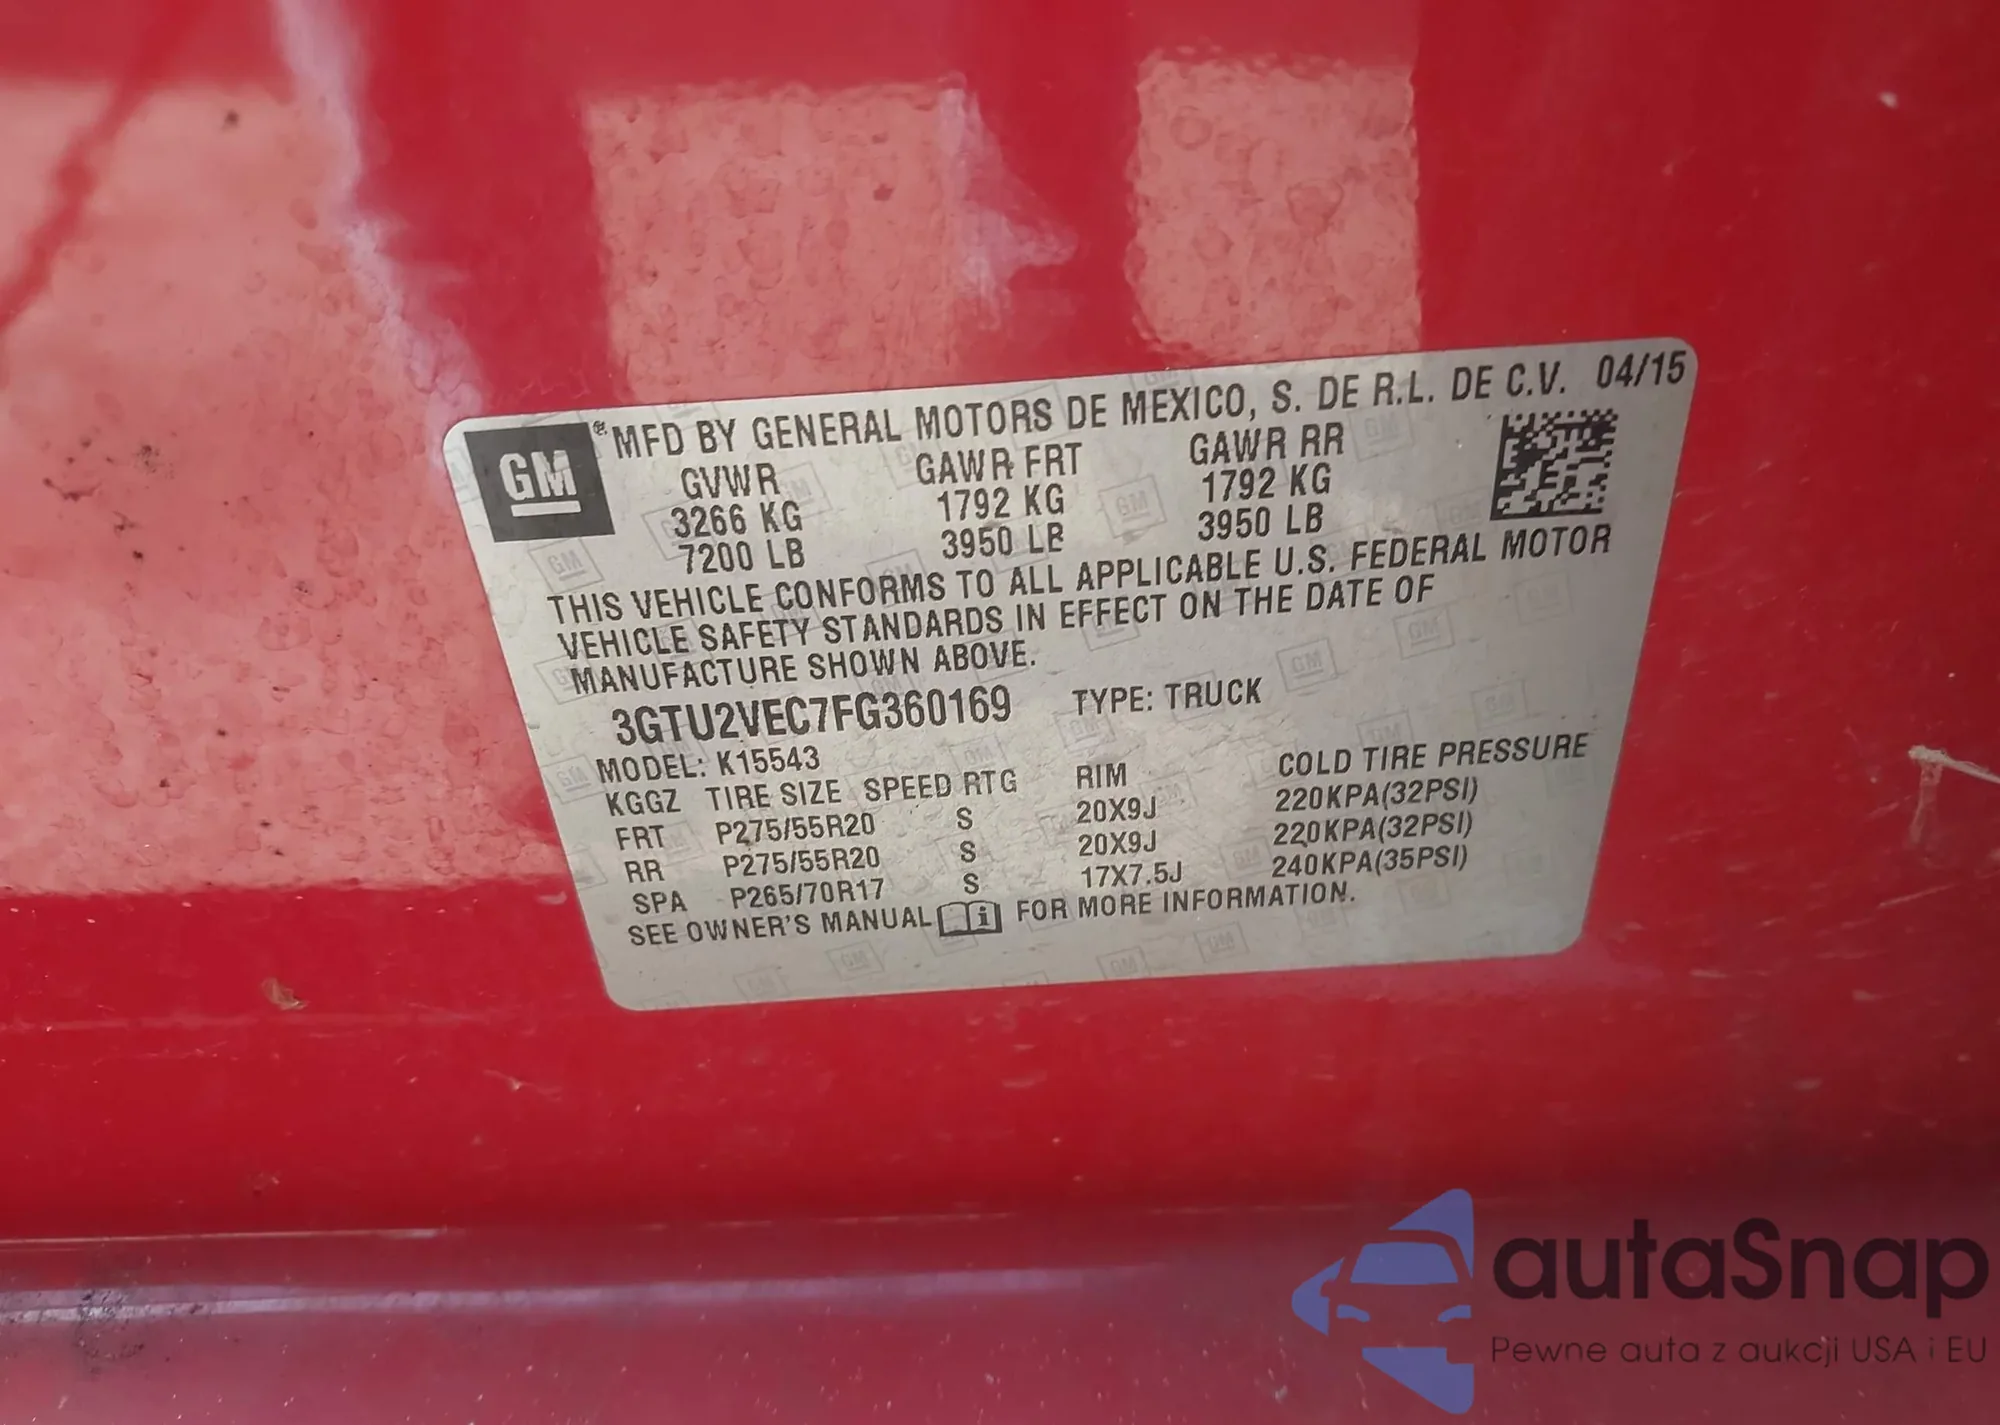 GM ® MFD BY GENERAL MOTORS DE MEXICO, S. DE R.L. DE C.V. 04/15
GVWR GAWR FRT GAWR RR
3266 KG 1792 KG 1792 KG
7200 LB 3950 LB 3950 LB
THIS VEHICLE CONFORMS TO ALL APPLICABLE U.S. FEDERAL MOTOR
VEHICLE SAFETY STANDARDS IN EFFECT ON THE DATE OF
MANUFACTURE SHOWN ABOVE.
3GTU2VEC7FG360169 TYPE: TRUCK
MODEL: K15543
KGGZ TIRE SIZE SPEED RTG RIM COLD TIRE PRESSURE
FRT P275/55R20 S 20X9J 220KPA(32PSI)
RR P275/55R20 S 20X9J 220KPA(32PSI)
SPA P265/70R17 S 17X7.5J 240KPA(35PSI)
SEE OWNER'S MANUAL i FOR MORE INFORMATION.
autaSnap
Pewne auta z aukcji USA i EU